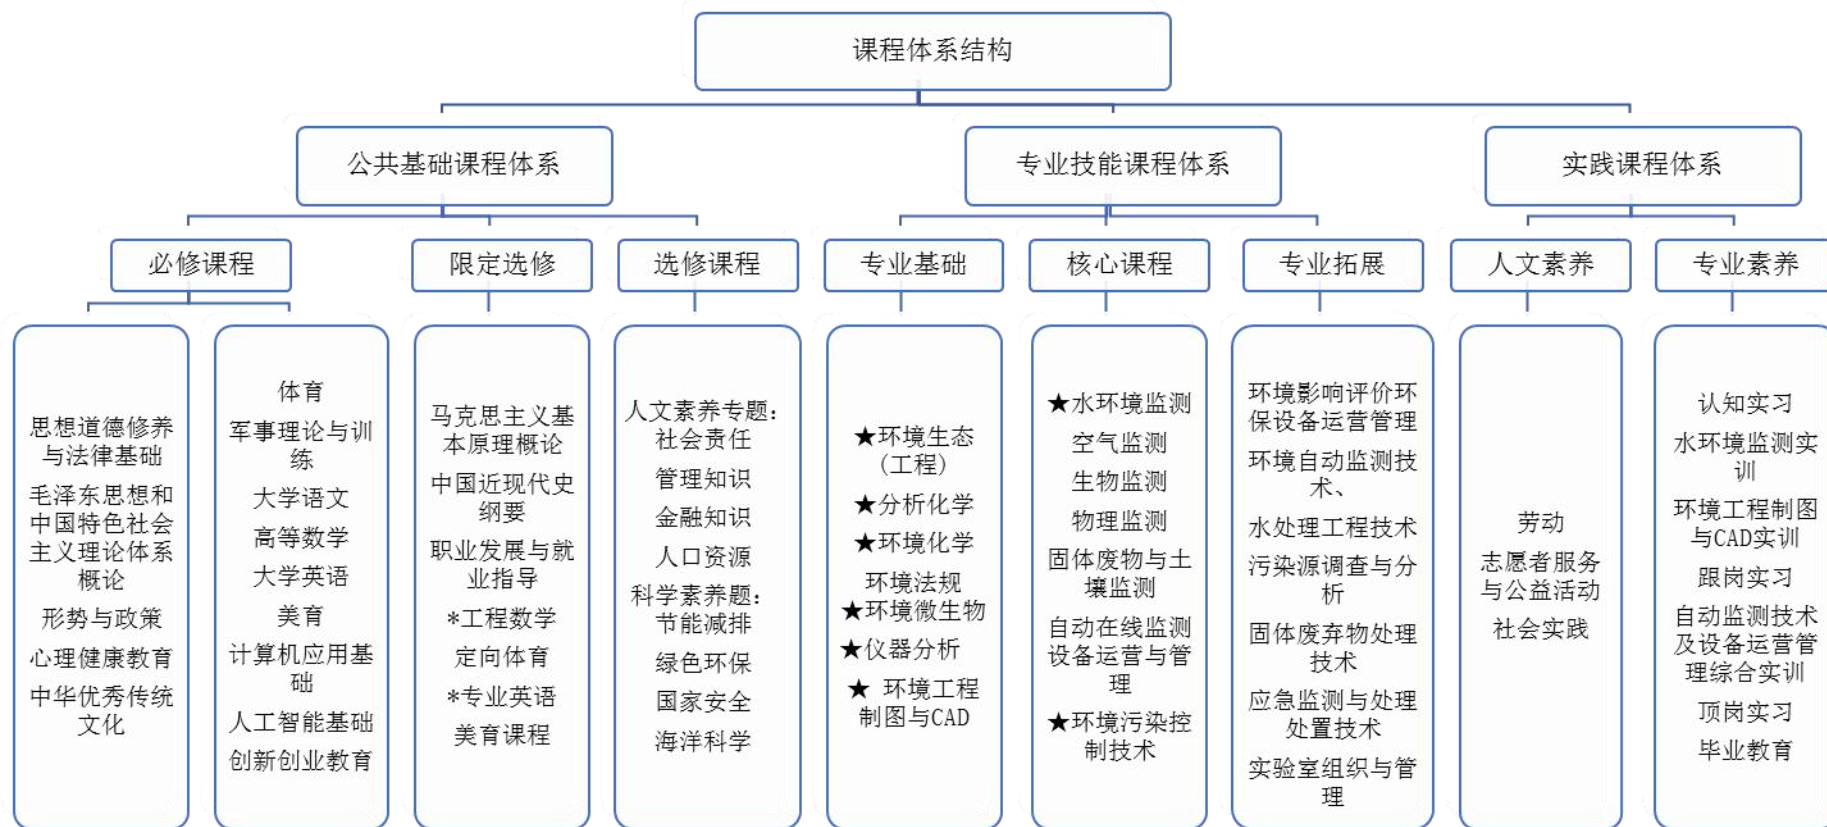 课程体系结构
公共基础课程体系
专业技能课程体系
实践课程体系
必修课程
限定选修
选修课程
专业基础
核心课程
专业拓展
人文素养
专业素养
思想道德修养
与法律基础
毛泽东思想和
中国特色社会
主义理论体系
概论
形势与政策
心理健康教育
中华优秀传统
文化
体育
军事理论与训
练
大学语文
高等数学
大学英语
美育
计算机应用基
础
人工智能基础
创新创业教育
马克思主义基
本原理概论
中国近现代史
纲要
职业发展与就
业指导
*工程数学
定向体育
*专业英语
美育课程
人文素养专题：
社会责任
管理知识
金融知识
人口资源
科学素养题：
节能减排
绿色环保
国家安全
海洋科学
★环境生态
（工程）
★分析化学
★环境化学
环境法规
★环境微生物
★仪器分析
★ 环境工程
制图与CAD
★水环境监测
空气监测
生物监测
物理监测
固体废物与土
壤监测
自动在线监测
设备运营与管
理
★环境污染控
制技术
环境影响评价环
保设备运营管理
环境自动监测技
术、
水处理工程技术
污染源调查与分
析
固体废弃物处理
技术
应急监测与处理
处置技术
实验室组织与管
理
劳动
志愿者服务
与公益活动
社会实践
认知实习
水环境监测实
训
环境工程制图
与CAD实训
跟岗实习
自动监测技术
及设备运营管
理综合实训
顶岗实习
毕业教育